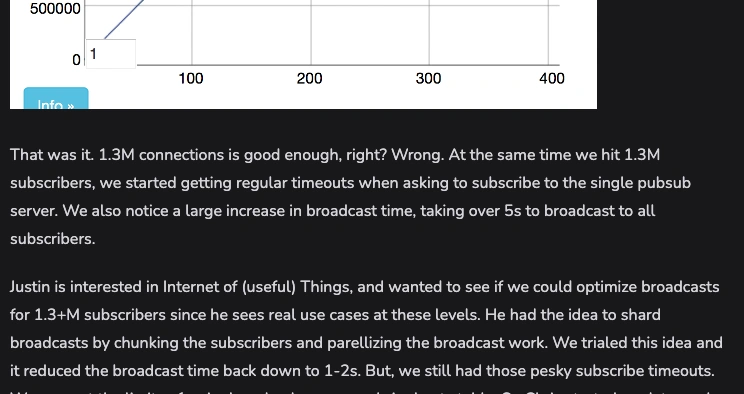 500000
0
1
100 200 300 400
Info »
That was it. 1.3M connections is good enough, right? Wrong. At the same time we hit 1.3M
subscribers, we started getting regular timeouts when asking to subscribe to the single pubsub
server. We also notice a large increase in broadcast time, taking over 5s to broadcast to all
subscribers.
Justin is interested in Internet of (useful) Things, and wanted to see if we could optimize broadcasts
for 1.3+M subscribers since he sees real use cases at these levels. He had the idea to shard
broadcasts by chunking the subscribers and parellizing the broadcast work. We trialed this idea and
it reduced the broadcast time back down to 1-2s. But, we still had those pesky subscribe timeouts.